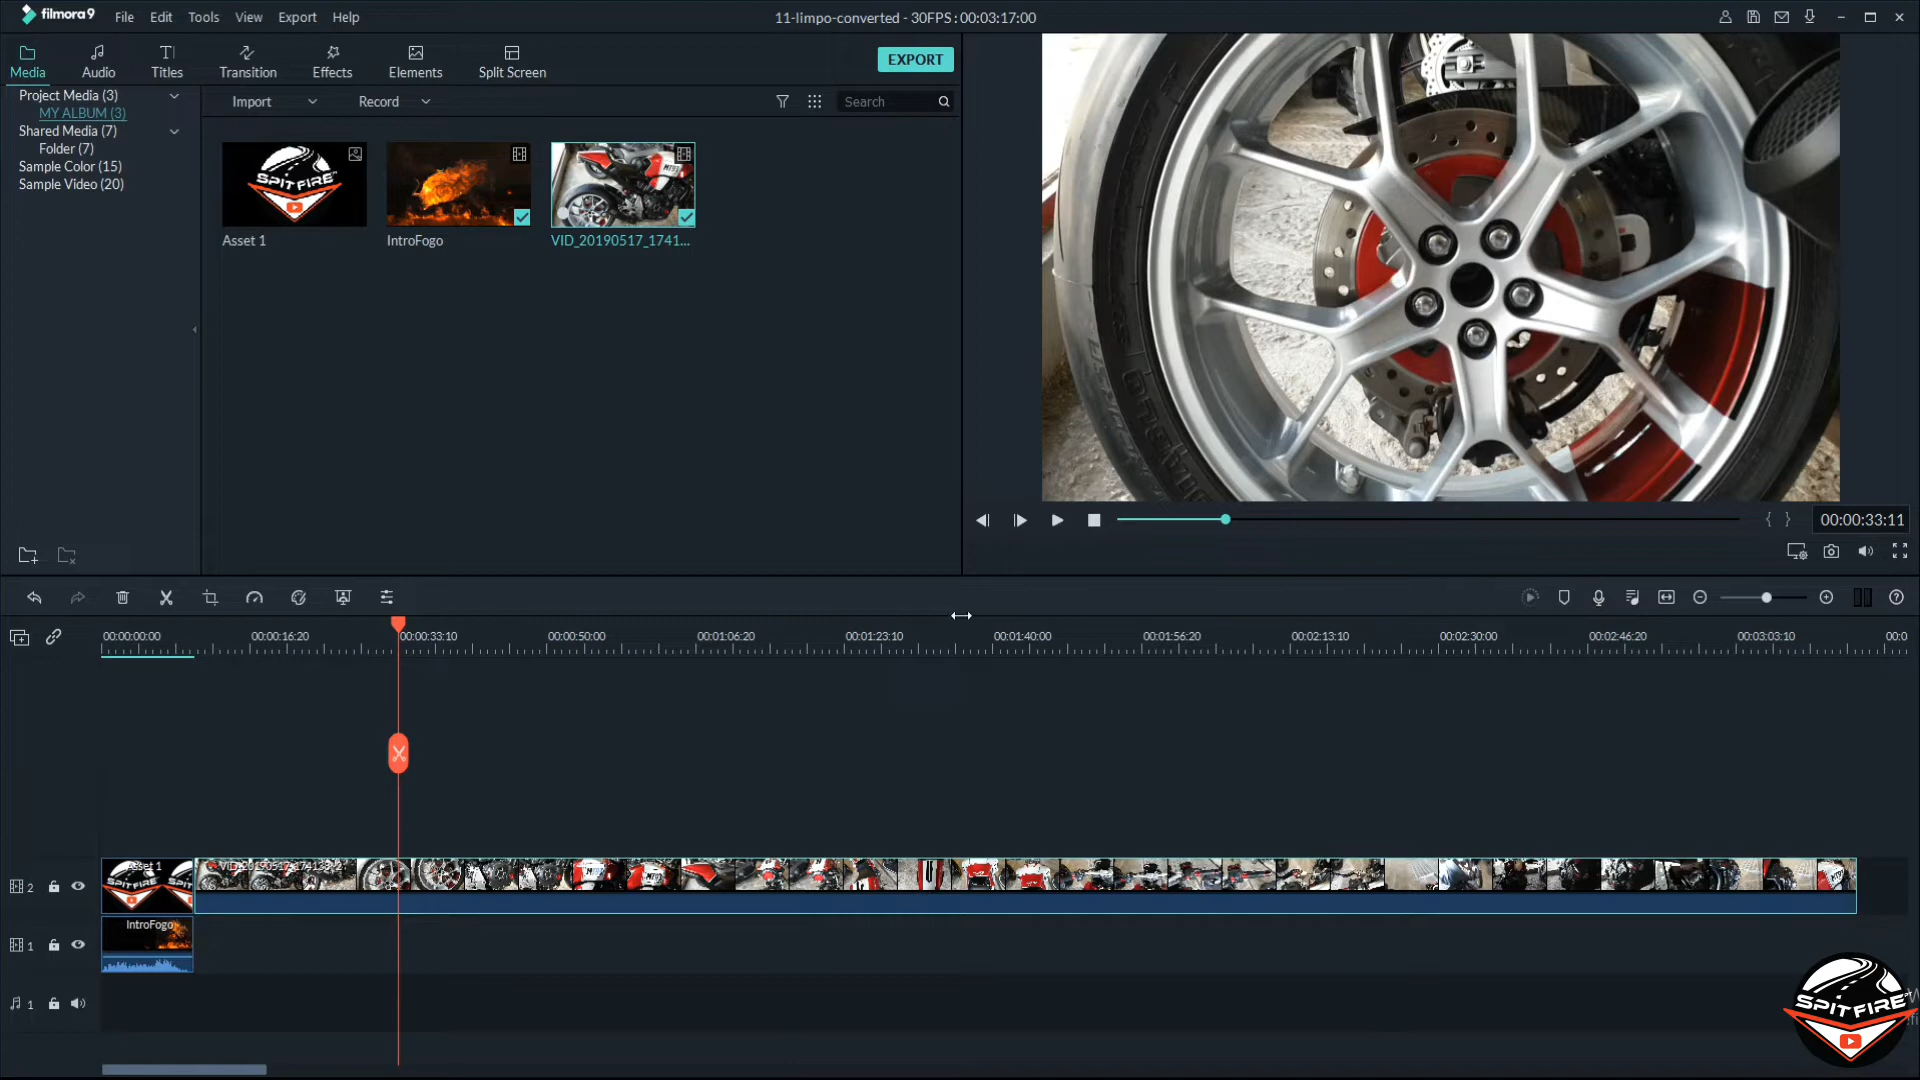 filmora9 File Edit Tools View Export Help 11-limpo-converted - 30FPS : 00:03:17:00
Media Audio Titles Transition Effects Elements Split Screen EXPORT
Project Media (3) Import Record Search
MY ALBUM (3)
Shared Media (7)
Folder (7)
Sample Color (15)
Sample Video (20)
SPITFIRE
Asset 1 IntroFogo VID_20190517_1741...
00:00:33:11
00:00:00:00 00:00:16:20 00:00:33:10 00:00:50:00 00:01:06:20 00:01:23:10 00:01:40:00 00:01:56:20 00:02:13:10 00:02:30:00 00:02:46:20 00:03:03:10 00:0
Asset 1
SPITFIRE
2
IntroFogo
1
1
SPITFIRE PT